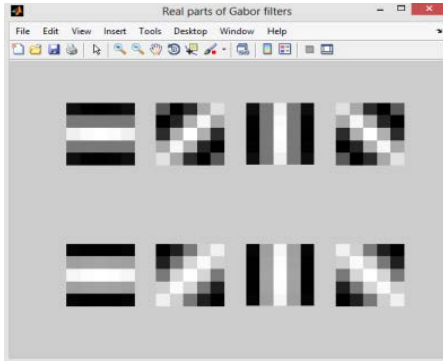 Real parts of Gabor filters
File Edit View Insert Tools Desktop Window Help